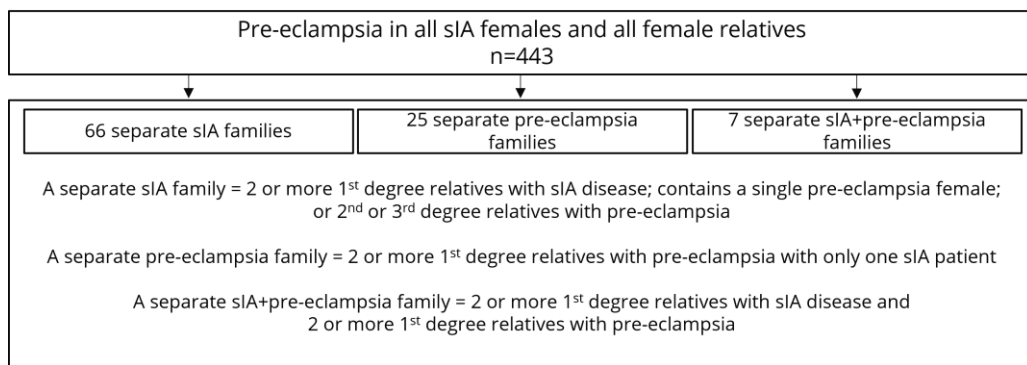 Pre-eclampsia in all sIA females and all female relatives
n=443
66 separate sIA families
25 separate pre-eclampsia
families
7 separate sIA+pre-eclampsia
families
A separate sIA family = 2 or more 1st degree relatives with sIA disease; contains a single pre-eclampsia female;
or 2nd or 3rd degree relatives with pre-eclampsia
A separate pre-eclampsia family = 2 or more 1st degree relatives with pre-eclampsia with only one sIA patient
A separate sIA+pre-eclampsia family = 2 or more 1st degree relatives with sIA disease and
2 or more 1st degree relatives with pre-eclampsia